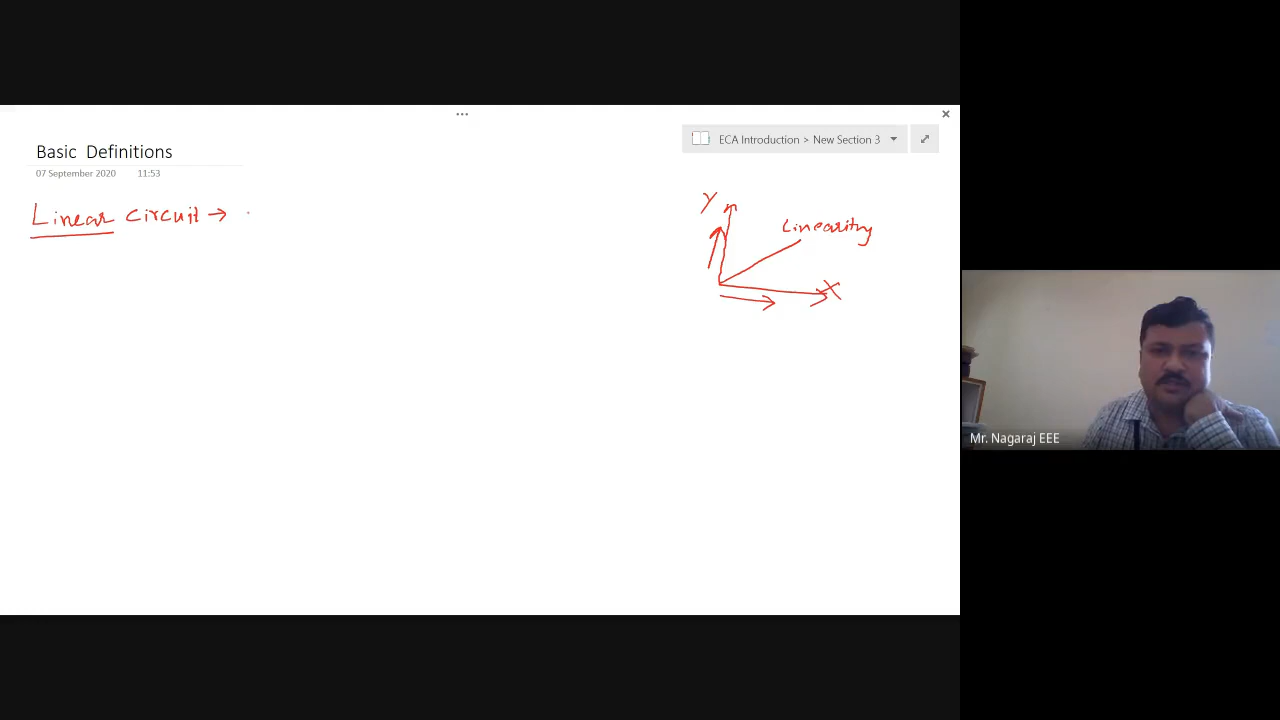 ...
ECA Introduction > New Section 3
Basic Definitions
07 September 2020 11:53
Linear circuit →
Y
Linearity
X
Mr. Nagaraj EEE